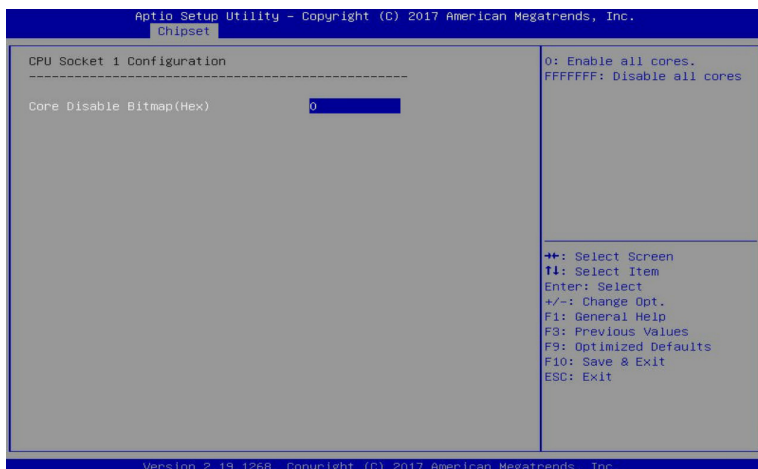 Aptio Setup Utility – Copyright (C) 2017 American Megatrends, Inc.
Chipset
CPU Socket 1 Configuration
--------------------------------------------------
Core Disable Bitmap(Hex) 0
0: Enable all cores.
FFFFFFF: Disable all cores
→←: Select Screen
↑↓: Select Item
Enter: Select
+/-: Change Opt.
F1: General Help
F3: Previous Values
F9: Optimized Defaults
F10: Save & Exit
ESC: Exit
Version 2.19.1268. Copyright (C) 2017 American Megatrends, Inc.